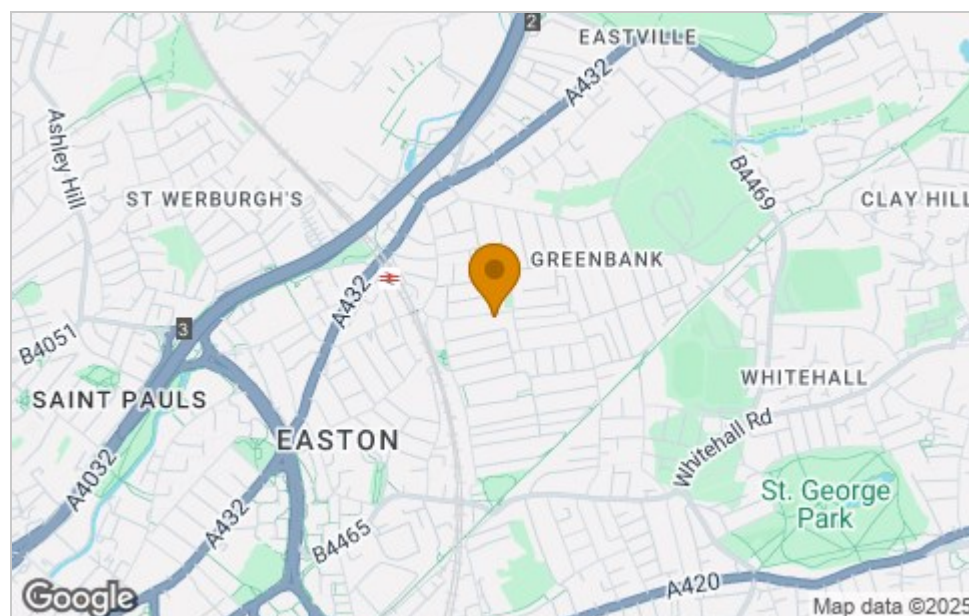 2
EASTVILLE
A432
Ashley Hill
B4469
ST WERBURGH'S
CLAY HILL
GREENBANK
A432
3
B4051
WHITEHALL
SAINT PAULS
Whitehall Rd
EASTON
A4032
St. George
Park
A432
B4465
A420
Google
Map data ©2025